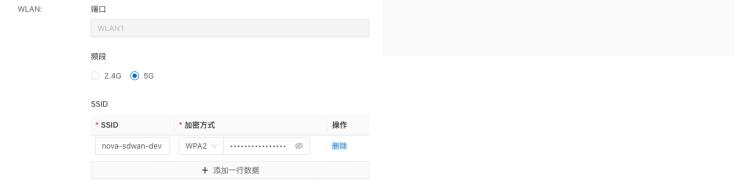 WLAN:
端口
WLAN1
频段
2.4G 5G
SSID
* SSID * 加密方式 操作
nova-sdwan-dev WPA2 ················ 删除
+ 添加一行数据